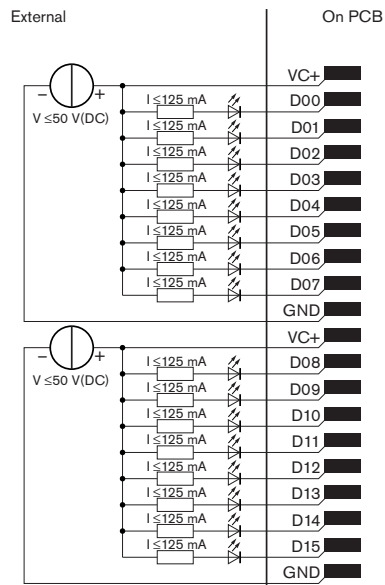 External On PCB
VC+
– +
I ≤125 mA D00
V ≤50 V(DC)
I ≤125 mA D01
I ≤125 mA D02
I ≤125 mA D03
I ≤125 mA D04
I ≤125 mA D05
I ≤125 mA D06
I ≤125 mA D07
GND
VC+
– +
I ≤125 mA D08
V ≤50 V(DC)
I ≤125 mA D09
I ≤125 mA D10
I ≤125 mA D11
I ≤125 mA D12
I ≤125 mA D13
I ≤125 mA D14
I ≤125 mA D15
GND